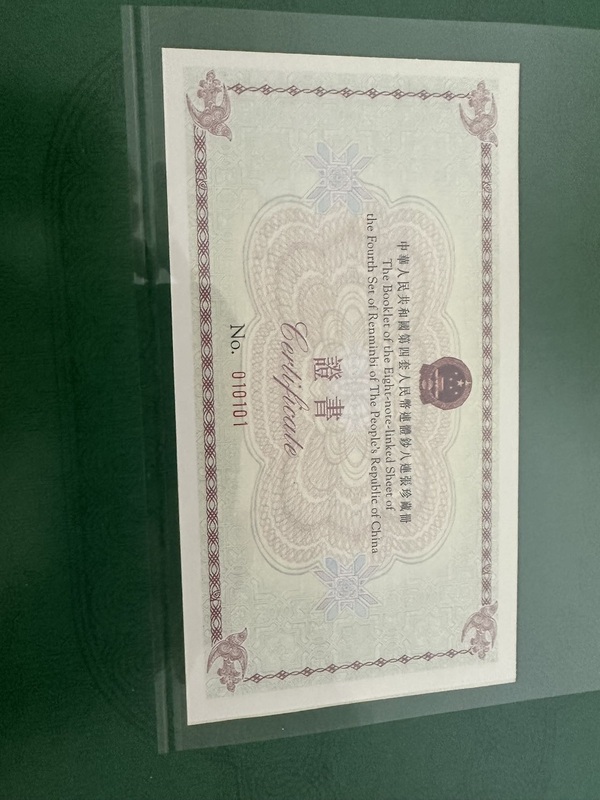 中華人民共和國第四套人民幣連體鈔八連張珍藏冊
The Booklet of the Eight-note-linked Sheet of
the Fourth Set of Renminbi of The People's Republic of China
證書
Certificate
No. 010101